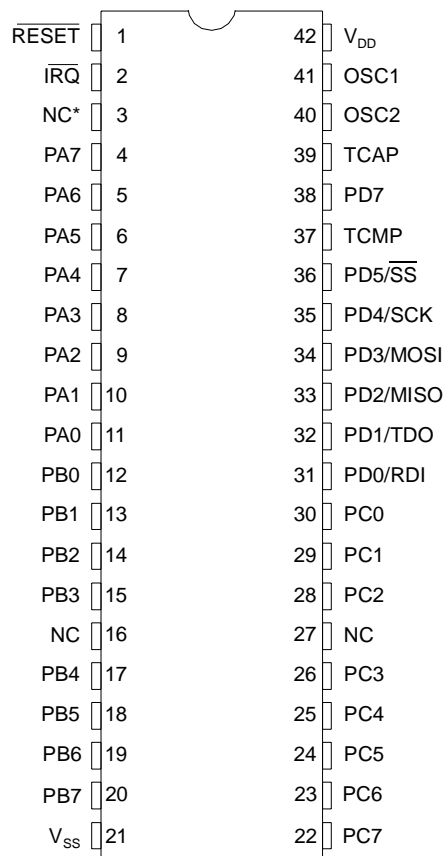 RESET 1 42 VDD
IRQ 2 41 OSC1
NC* 3 40 OSC2
PA7 4 39 TCAP
PA6 5 38 PD7
PA5 6 37 TCMP
PA4 7 36 PD5/SS
PA3 8 35 PD4/SCK
PA2 9 34 PD3/MOSI
PA1 10 33 PD2/MISO
PA0 11 32 PD1/TDO
PB0 12 31 PD0/RDI
PB1 13 30 PC0
PB2 14 29 PC1
PB3 15 28 PC2
NC 16 27 NC
PB4 17 26 PC3
PB5 18 25 PC4
PB6 19 24 PC5
PB7 20 23 PC6
VSS 21 22 PC7